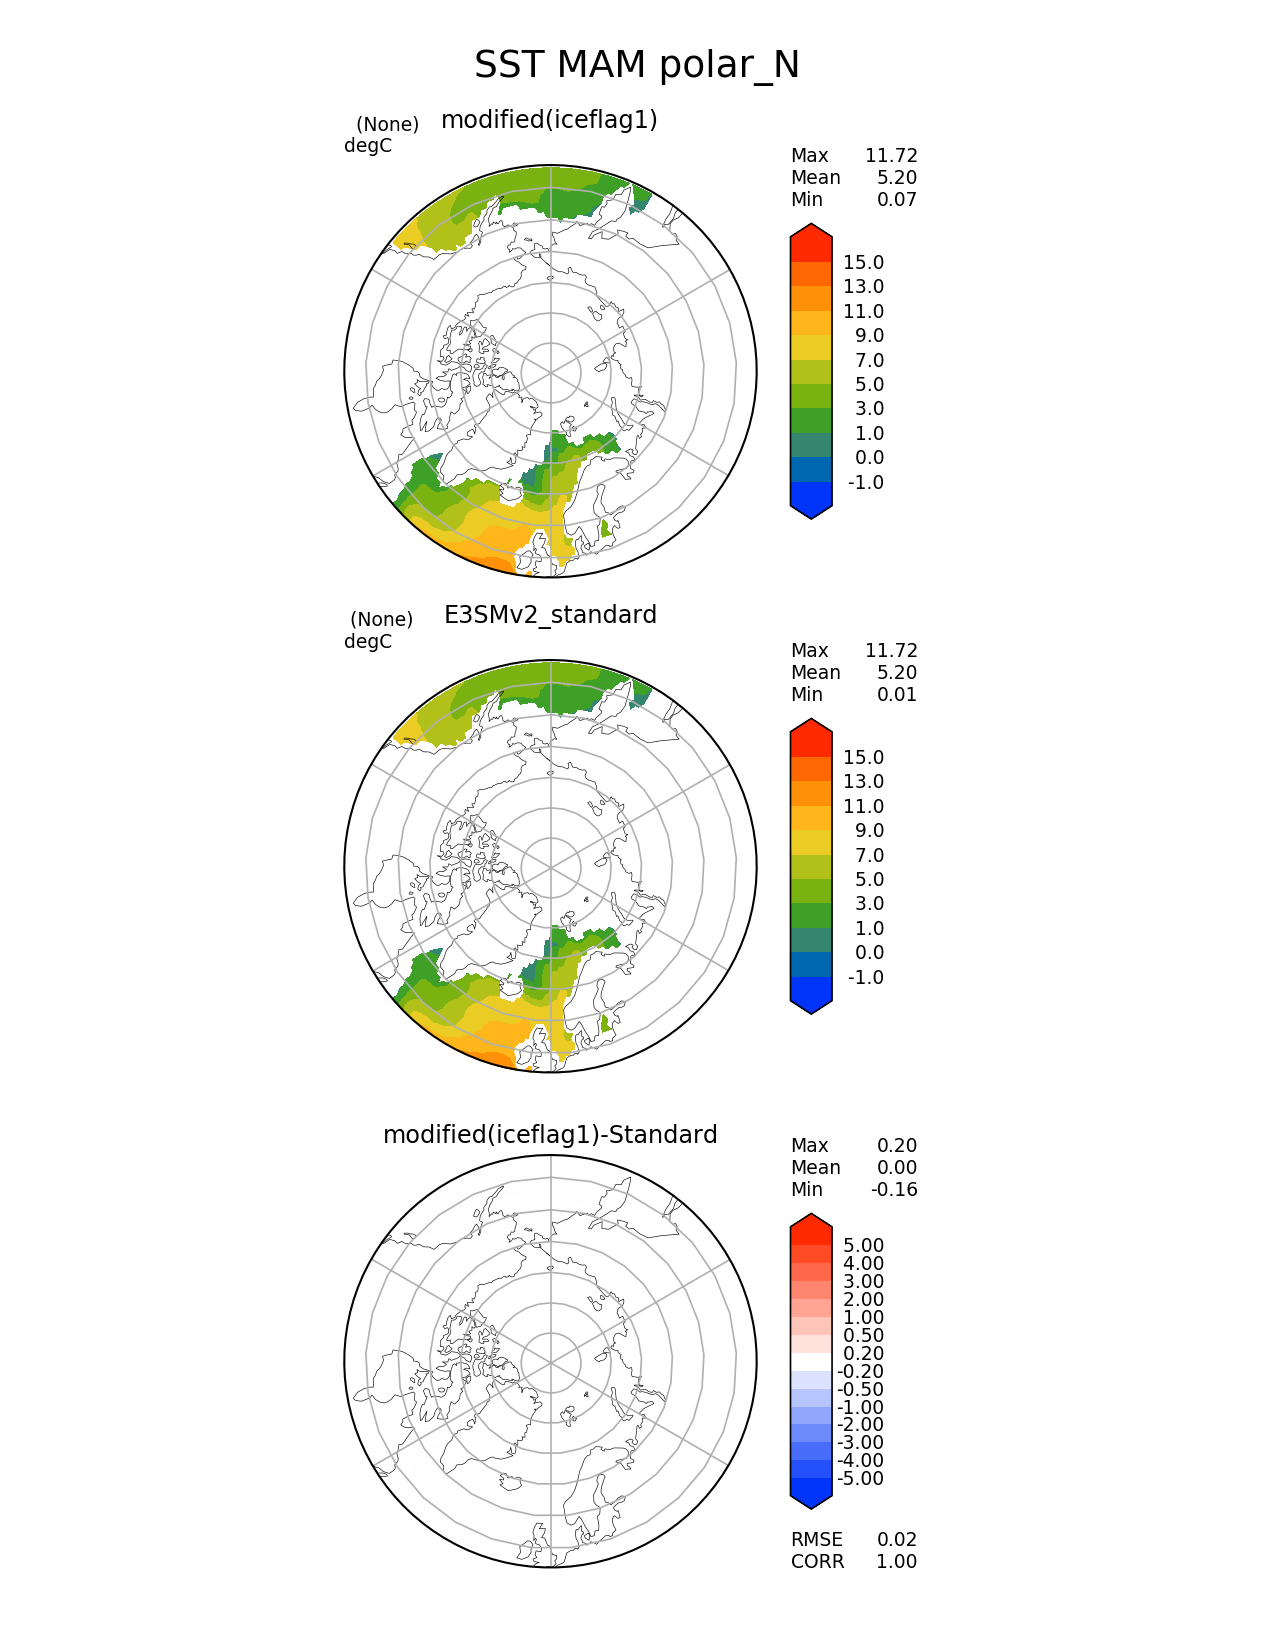 SST MAM polar_N
(None) modified(iceflag1)
degC
Max 11.72
Mean 5.20
Min 0.07
15.0
13.0
11.0
9.0
7.0
5.0
3.0
1.0
0.0
-1.0
(None) E3SMv2_standard
degC
Max 11.72
Mean 5.20
Min 0.01
15.0
13.0
11.0
9.0
7.0
5.0
3.0
1.0
0.0
-1.0
modified(iceflag1)-Standard
Max 0.20
Mean 0.00
Min -0.16
5.00
4.00
3.00
2.00
1.00
0.50
0.20
-0.20
-0.50
-1.00
-2.00
-3.00
-4.00
-5.00
RMSE 0.02
CORR 1.00